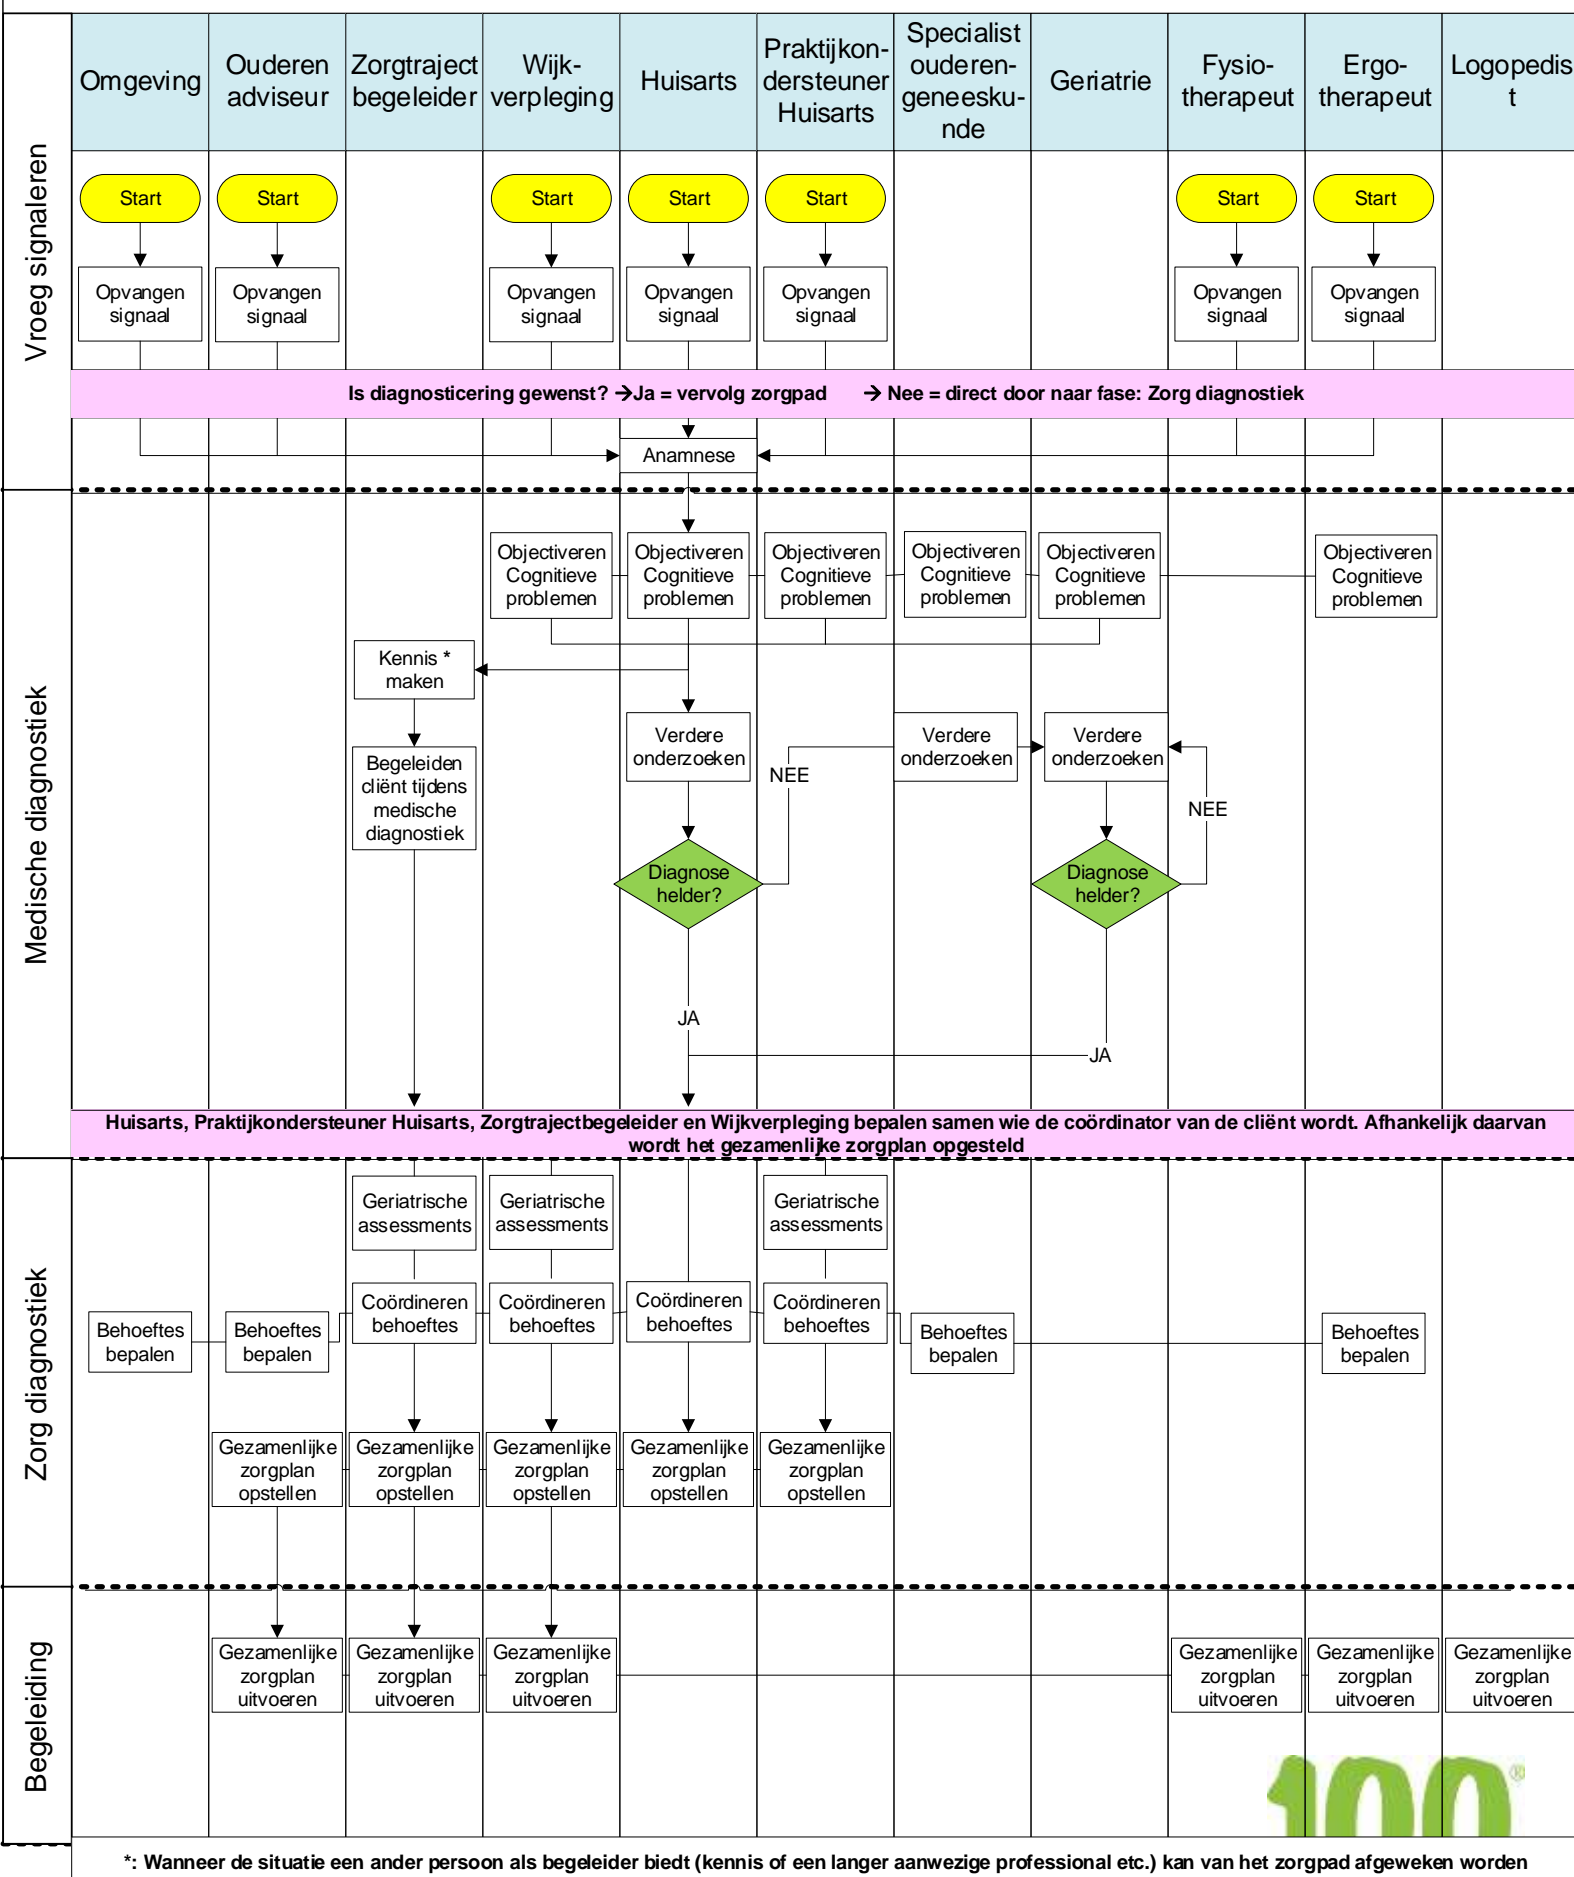 Omgeving
Ouderen
adviseur
Zorgtraject
begeleider
Wijk-
verpleging
Huisarts
Praktijkon-
dersteuner
Huisarts
Specialist
ouderen-
geneesku-
nde
Geriatrie
Fysio-
therapeut
Ergo-
therapeut
Logopedis
t
Vroeg signaleren
Start
Start
Start
Start
Start
Start
Start
Opvangen
signaal
Opvangen
signaal
Opvangen
signaal
Opvangen
signaal
Opvangen
signaal
Opvangen
signaal
Opvangen
signaal
Is diagnosticering gewenst? →Ja = vervolg zorgpad → Nee = direct door naar fase: Zorg diagnostiek
Anamnese
Medische diagnostiek
Objectiveren
Cognitieve
problemen
Objectiveren
Cognitieve
problemen
Objectiveren
Cognitieve
problemen
Objectiveren
Cognitieve
problemen
Objectiveren
Cognitieve
problemen
Objectiveren
Cognitieve
problemen
Kennis *
maken
Verdere
onderzoeken
Verdere
onderzoeken
Verdere
onderzoeken
Begeleiden
cliënt tijdens
medische
diagnostiek
NEE
NEE
Diagnose
helder?
Diagnose
helder?
JA
JA
Huisarts, Praktijkondersteuner Huisarts, Zorgtrajectbegeleider en Wijkverpleging bepalen samen wie de coördinator van de cliënt wordt. Afhankelijk daarvan
wordt het gezamenlijke zorgplan opgesteld
Zorg diagnostiek
Geriatrische
assessments
Geriatrische
assessments
Geriatrische
assessments
Behoeftes
bepalen
Behoeftes
bepalen
Coördineren
behoeftes
Coördineren
behoeftes
Coördineren
behoeftes
Coördineren
behoeftes
Behoeftes
bepalen
Behoeftes
bepalen
Gezamenlijke
zorgplan
opstellen
Gezamenlijke
zorgplan
opstellen
Gezamenlijke
zorgplan
opstellen
Gezamenlijke
zorgplan
opstellen
Gezamenlijke
zorgplan
opstellen
Begeleiding
Gezamenlijke
zorgplan
uitvoeren
Gezamenlijke
zorgplan
uitvoeren
Gezamenlijke
zorgplan
uitvoeren
Gezamenlijke
zorgplan
uitvoeren
Gezamenlijke
zorgplan
uitvoeren
Gezamenlijke
zorgplan
uitvoeren
100®
*: Wanneer de situatie een ander persoon als begeleider biedt (kennis of een langer aanwezige professional etc.) kan van het zorgpad afgeweken worden